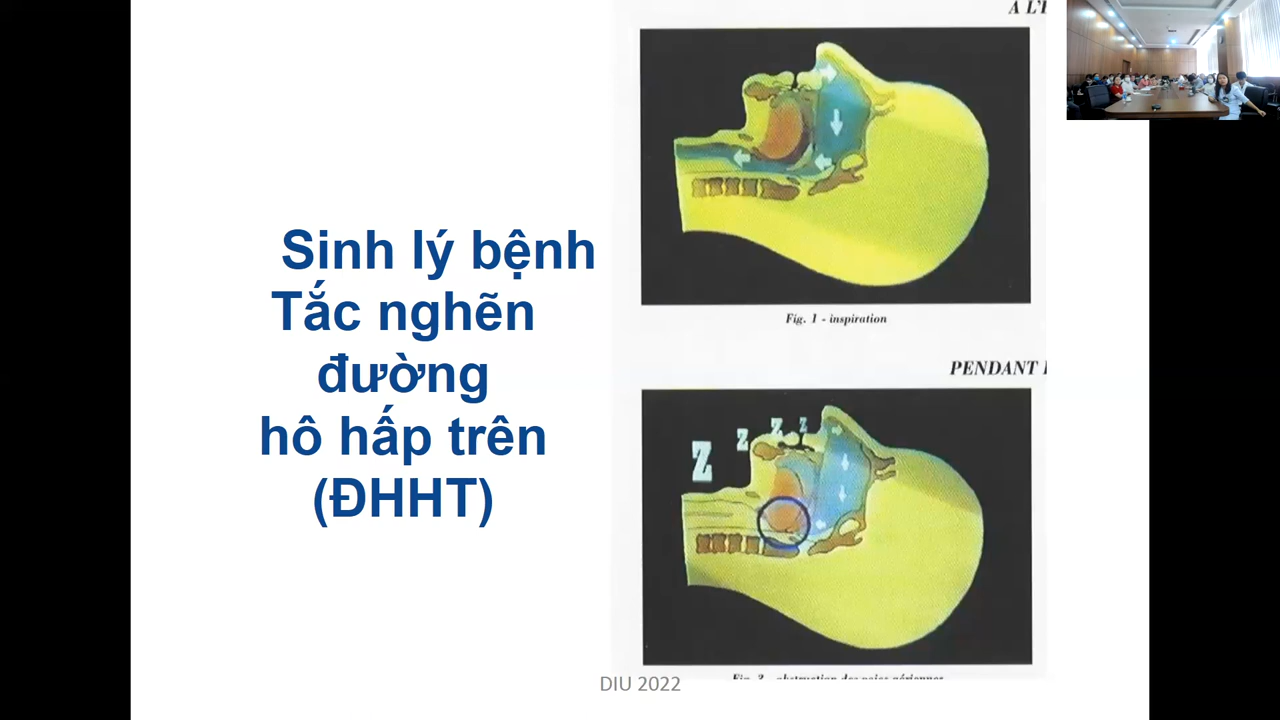 Sinh lý bệnh
Tắc nghẽn
đường
hô hấp trên
(ĐHHT)
A L'
Fig. 1 - inspiration
PENDANT
Z Z Z Z
DIU 2022